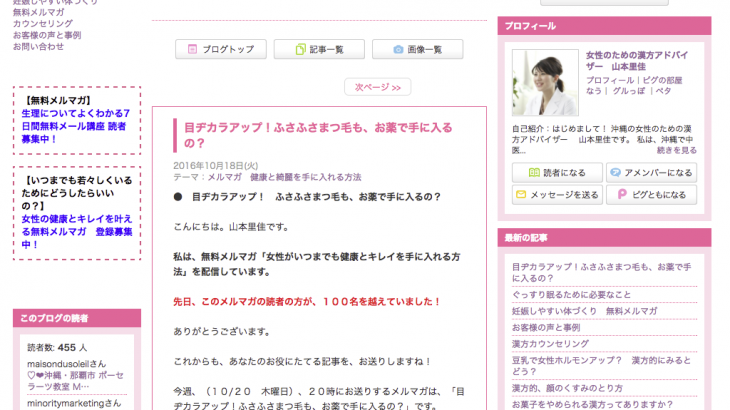 妊娠しやすい体づくり
無料メルマガ
カウンセリング
お客様の声と事例
お問い合わせ
【無料メルマガ】
生理についてよくわかる7
日間無料メール講座 読者
募集中！
【いつまでも若々しくいる
ためにどうしたらいい
の？】
女性の健康とキレイを叶え
る無料メルマガ　登録募集
中！
このブログの読者
読者数: 455 人
maisondusoleilさん
♡❤沖縄・那覇市 ポーセ
ラーツ教室 M…
minoritymarketingさん
ブログトップ
記事一覧
画像一覧
次ページ >>
目ヂカラアップ！ふさふさまつ毛も、お薬で手に入る
の？
2016年10月18日(火)
テーマ：メルマガ　健康と綺麗を手に入れる方法
●　目ヂカラアップ！　ふさふさまつ毛も、お薬で手に入るの？
こんにちは。山本里佳です。
私は、無料メルマガ「女性がいつまでも健康とキレイを手に入れる方
法」を配信しています。
先日、このメルマガの読者の方が、１００名を越えていました！
ありがとうございます。
これからも、あなたのお役にたてる記事を、お送りしますね！
今週、（１０/２０　木曜日）、２０時にお送りするメルマガは、「目
ヂカラアップ！ふさふさまつ毛も、お薬で手に入るの？」です。
プロフィール
女性のための漢方アドバイ
ザー　山本里佳
プロフィール｜ピグの部屋
なう｜ グルっぽ ｜ペタ
自己紹介：はじめまして！ 沖縄の女性のための漢
方アドバイザー　 山本里佳です。 私は、沖縄で中
医...
続きを見る
読者になる
アメンバーになる
メッセージを送る
ピグともになる
最新の記事
目ヂカラアップ！ふさふさまつ毛も、お薬で手
に入るの？
ぐっすり眠るために必要なこと
妊娠しやすい体づくり　無料メルマガ
お客様の声と事例
漢方カウンセリング
豆乳で女性ホルモンアップ？　漢方的にみると
どう？
漢方的、顔のくすみのとり方
お菓子をやめられる漢方ってありますか？